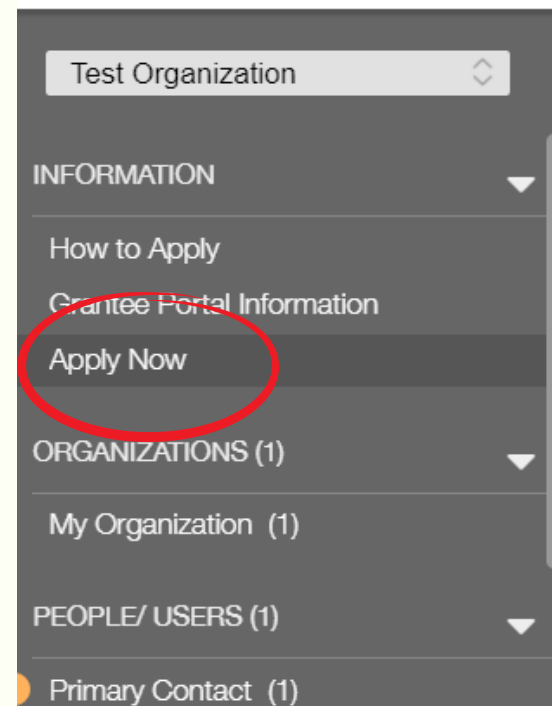 Test Organization
INFORMATION
How to Apply
Grantee Portal Information
Apply Now
ORGANIZATIONS (1)
My Organization (1)
PEOPLE/ USERS (1)
Primary Contact (1)